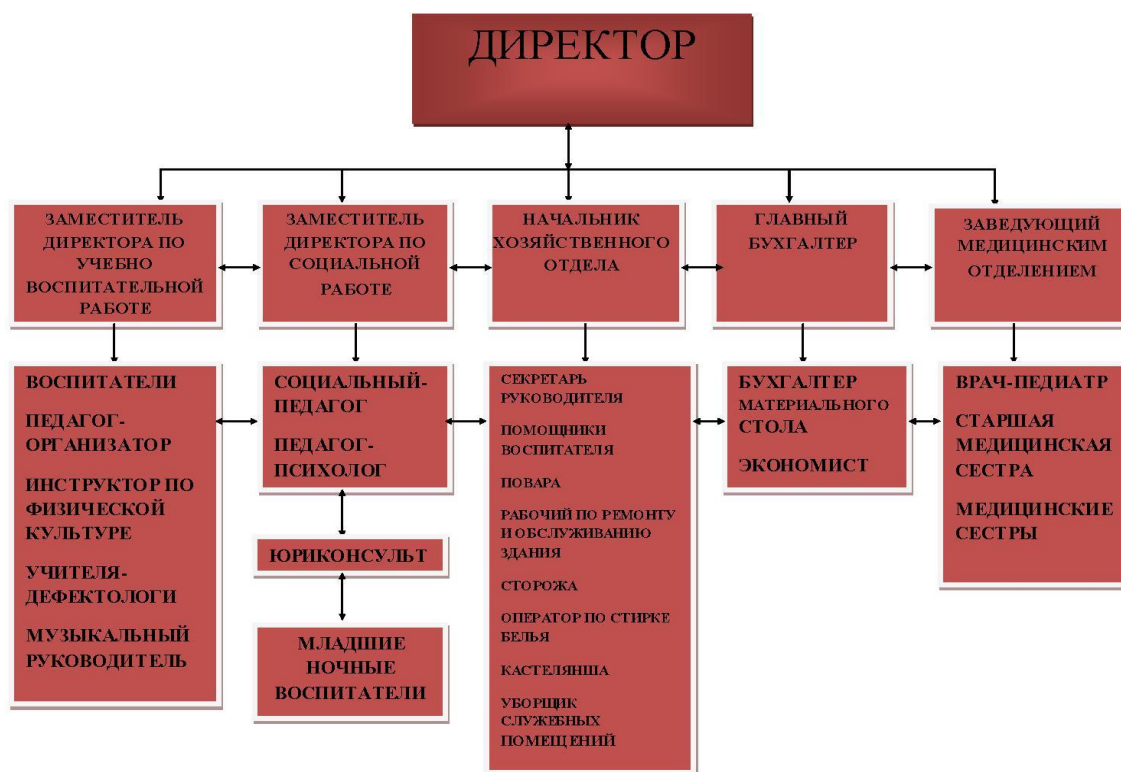 ДИРЕКТОР
ЗАМЕСТИТЕЛЬ
ДИРЕКТОРА ПО
УЧЕБНО
ВОСПИТАТЕЛЬНОЙ
РАБОТЕ
ЗАМЕСТИТЕЛЬ
ДИРЕКТОРА ПО
СОЦИАЛЬНОЙ
РАБОТЕ
НАЧАЛЬНИК
ХОЗЯЙСТВЕННОГО
ОТДЕЛА
ГЛАВНЫЙ
БУХГАЛТЕР
ЗАВЕДУЮЩИЙ
МЕДИЦИНСКИМ
ОТДЕЛЕНИЕМ
ВОСПИТАТЕЛИ
ПЕДАГОГ-
ОРГАНИЗАТОР
ИНСТРУКТОР ПО
ФИЗИЧЕСКОЙ
КУЛЬТУРЕ
УЧИТЕЛЯ-
ДЕФЕКТОЛОГИ
МУЗЫКАЛЬНЫЙ
РУКОВОДИТЕЛЬ
СОЦИАЛЬНЫЙ-
ПЕДАГОГ
ПЕДАГОГ-
ПСИХОЛОГ
ЮРИКОНСУЛЬТ
МЛАДШИЕ
НОЧНЫЕ
ВОСПИТАТЕЛИ
СЕКРЕТАРЬ
РУКОВОДИТЕЛЯ
ПОМОЩНИКИ
ВОСПИТАТЕЛЯ
ПОВАРА
РАБОЧИЙ ПО РЕМОНТУ
И ОБСЛУЖИВАНИЮ
ЗДАНИЯ
СТОРОЖА
ОПЕРАТОР ПО СТИРКЕ
БЕЛЬЯ
КАСТЕЛЯНША
УБОРЩИК
СЛУЖЕБНЫХ
ПОМЕЩЕНИЙ
БУХГАЛТЕР
МАТЕРИАЛЬНОГО
СТОЛА
ЭКОНОМИСТ
ВРАЧ-ПЕДИАТР
СТАРШАЯ
МЕДИЦИНСКАЯ
СЕСТРА
МЕДИЦИНСКИЕ
СЕСТРЫ